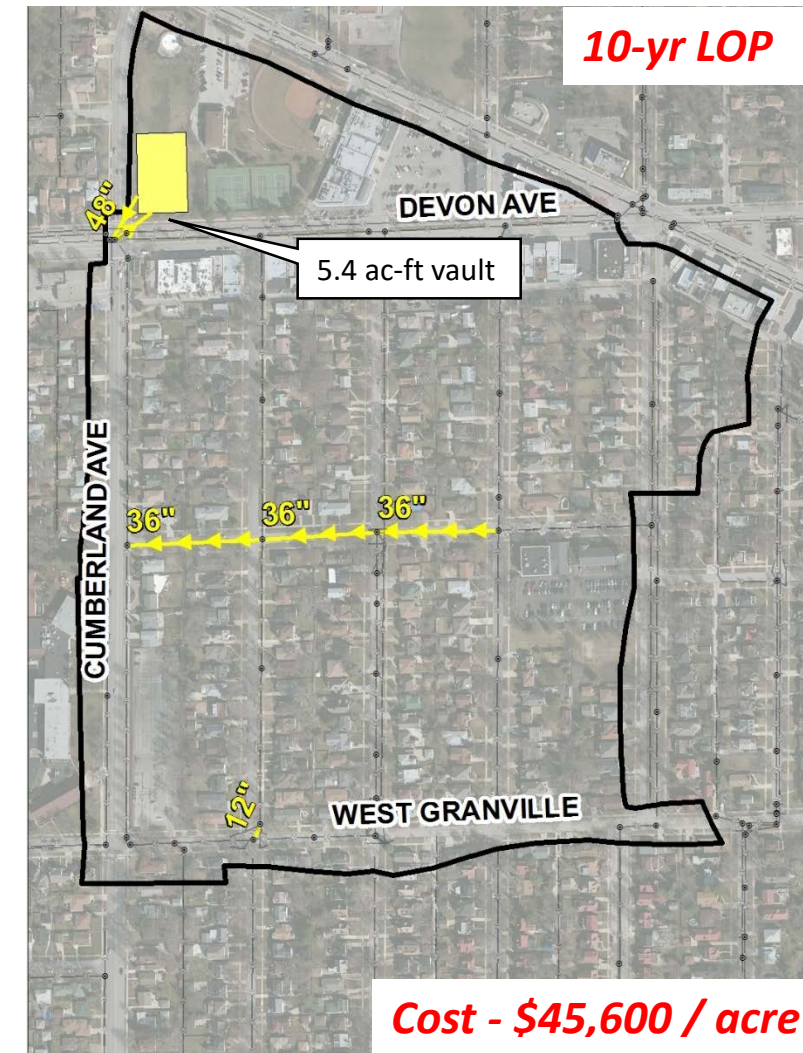 10-yr LOP
48"
DEVON AVE
5.4 ac-ft vault
CUMBERLAND AVE
36"
36"
36"
12"
WEST GRANVILLE
Cost - $45,600 / acre